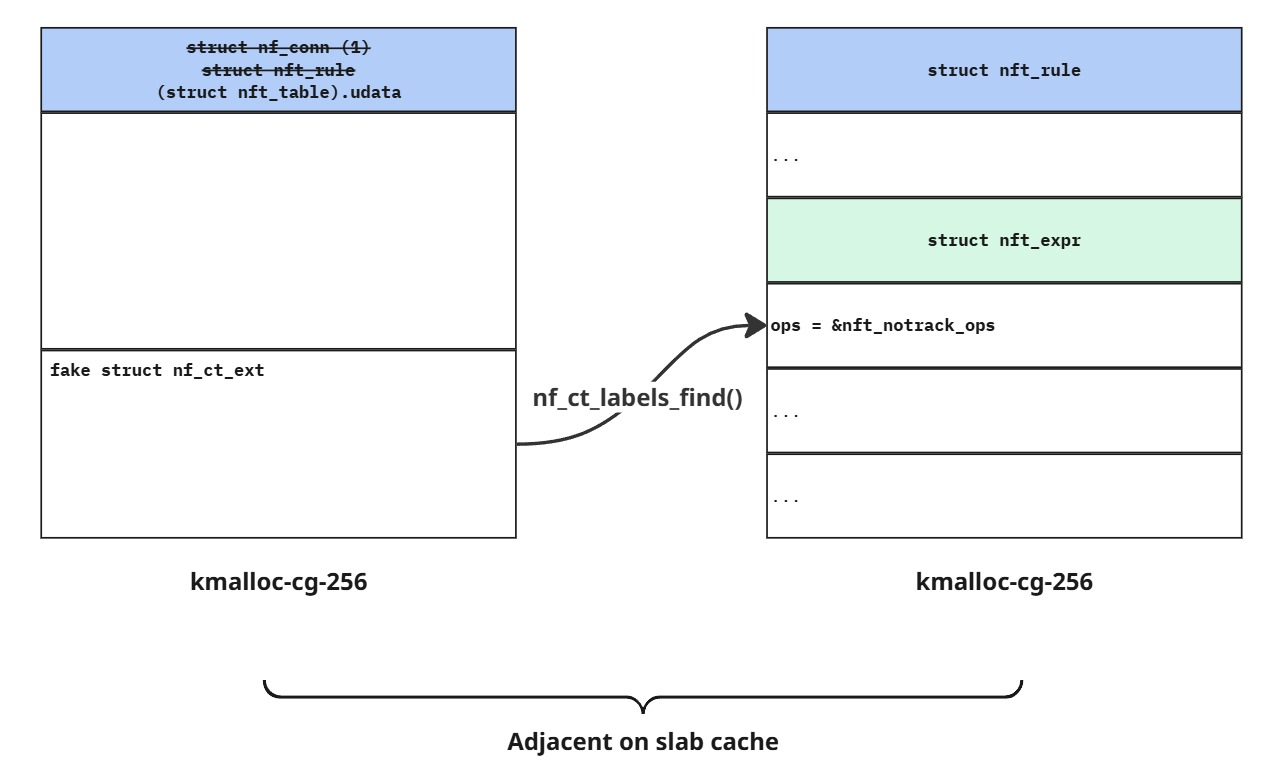 struct nf_conn (1)
struct nft_rule
(struct nft_table).udata
fake struct nf_ct_ext
kmalloc-cg-256
nf_ct_labels_find()
struct nft_rule
...
struct nft_expr
ops = &nft_notrack_ops
...
...
kmalloc-cg-256
Adjacent on slab cache